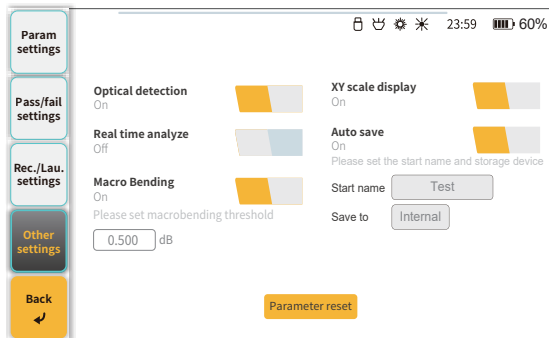 23:59 60%
Param
settings
Pass/fail
settings
Rec./Lau.
settings
Other
settings
Back
Optical detection
On
Real time analyze
Off
Macro Bending
On
Please set macrobending threshold
0.500 dB
XY scale display
On
Auto save
On
Please set the start name and storage device
Start name Test
Save to Internal
Parameter reset